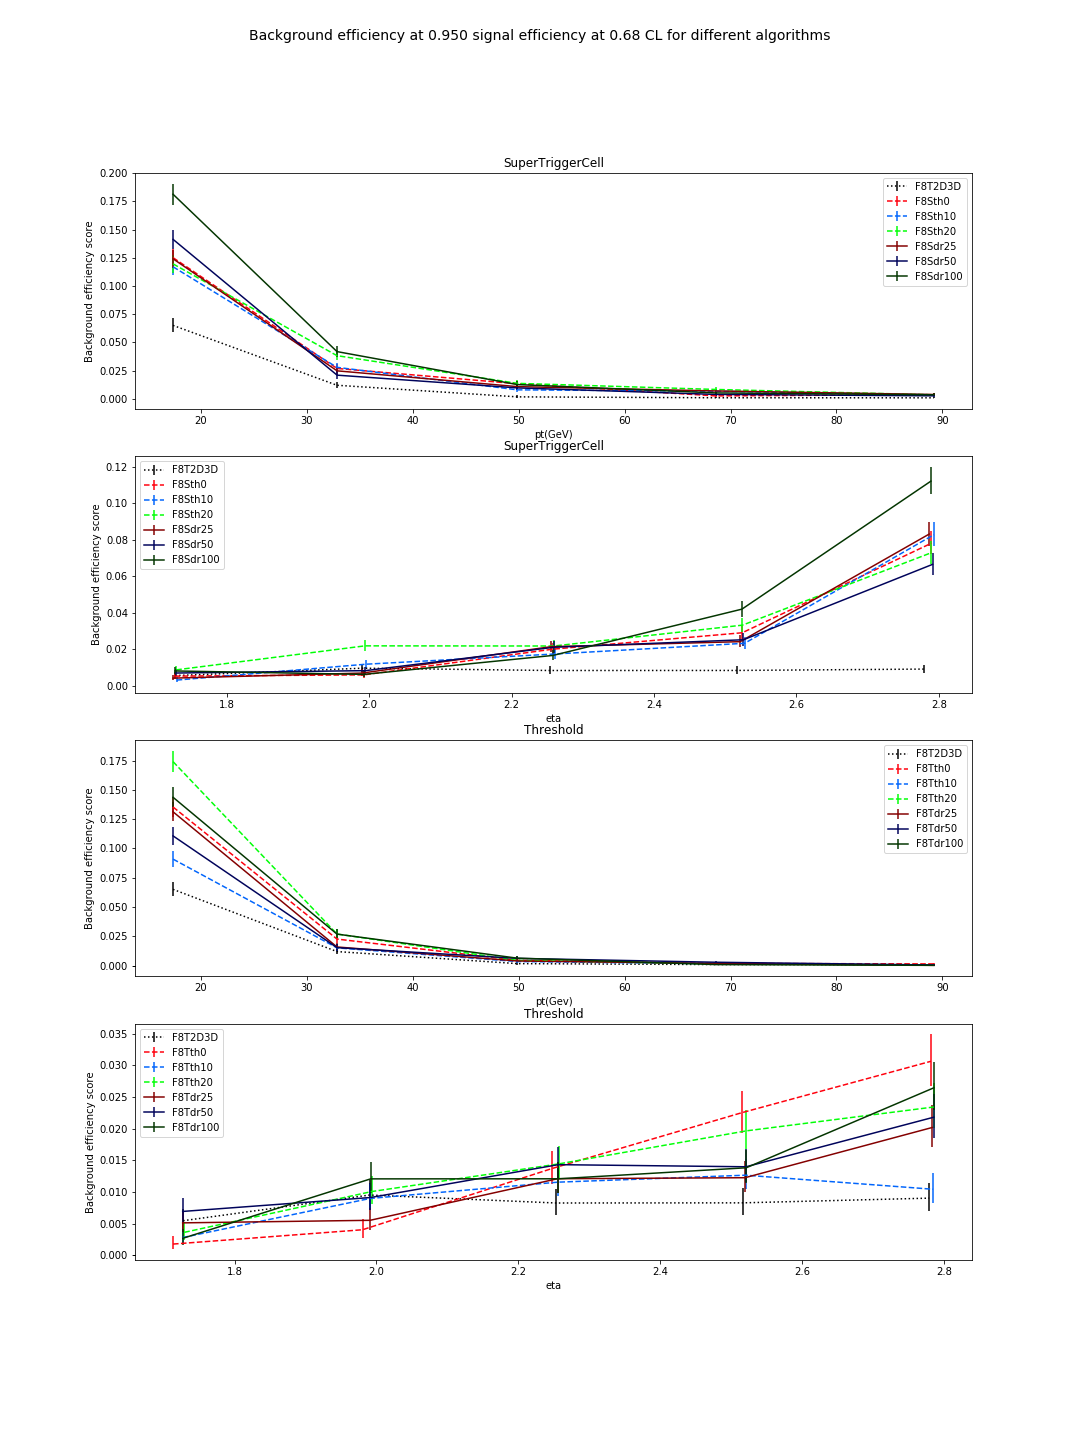 Background efficiency at 0.950 signal efficiency at 0.68 CL for different algorithms
SuperTriggerCell
Background efficiency score
0.200
0.175
0.150
0.125
0.100
0.075
0.050
0.025
0.000
F8T2D3D
F8Sth0
F8Sth10
F8Sth20
F8Sdr25
F8Sdr50
F8Sdr100
20 30 40 50 60 70 80 90
pt(GeV)
SuperTriggerCell
Background efficiency score
0.12
0.10
0.08
0.06
0.04
0.02
0.00
F8T2D3D
F8Sth0
F8Sth10
F8Sth20
F8Sdr25
F8Sdr50
F8Sdr100
1.8 2.0 2.2 2.4 2.6 2.8
eta
Threshold
Background efficiency score
0.175
0.150
0.125
0.100
0.075
0.050
0.025
0.000
F8T2D3D
F8Tth0
F8Tth10
F8Tth20
F8Tdr25
F8Tdr50
F8Tdr100
20 30 40 50 60 70 80 90
pt(Gev)
Threshold
Background efficiency score
0.035
0.030
0.025
0.020
0.015
0.010
0.005
0.000
F8T2D3D
F8Tth0
F8Tth10
F8Tth20
F8Tdr25
F8Tdr50
F8Tdr100
1.8 2.0 2.2 2.4 2.6 2.8
eta